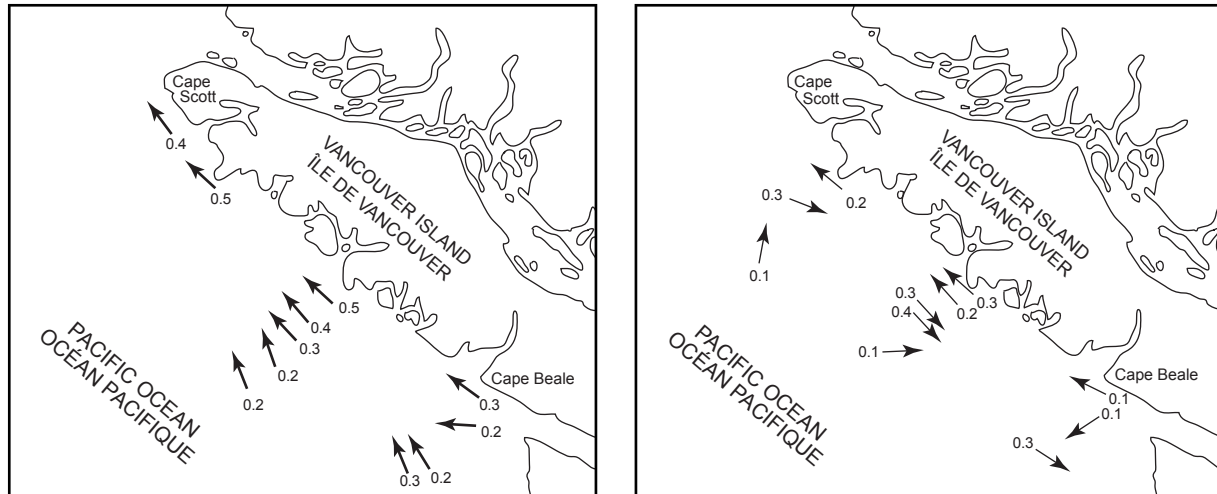 Cape
Scott
0.4
0.5
VANCOUVER ISLAND
ÎLE DE VANCOUVER
0.5
0.4
0.3
0.2
0.2
PACIFIC OCEAN
OCÉAN PACIFIQUE
Cape Beale
0.3
0.2
0.2
0.3
Cape
Scott
0.3
0.2
0.1
VANCOUVER ISLAND
ÎLE DE VANCOUVER
0.3
0.3
0.2
0.4
0.1
PACIFIC OCEAN
OCÉAN PACIFIQUE
Cape Beale
0.1
0.1
0.3